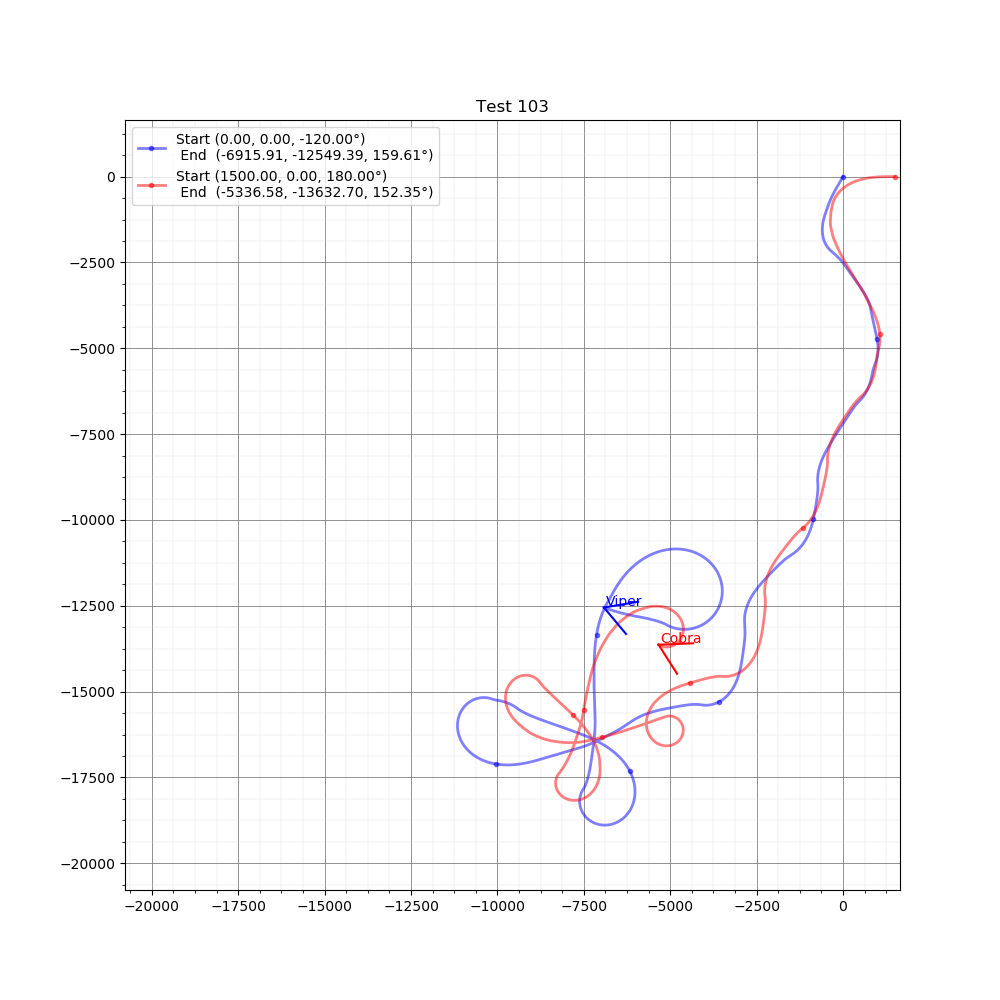 Test 103
Start (0.00, 0.00, -120.00°)
End (-6915.91, -12549.39, 159.61°)
Start (1500.00, 0.00, 180.00°)
End (-5336.58, -13632.70, 152.35°)
0
−2500
−5000
−7500
−10000
−12500
−15000
−17500
−20000
Viper
Cobra
−20000 −17500 −15000 −12500 −10000 −7500 −5000 −2500 0